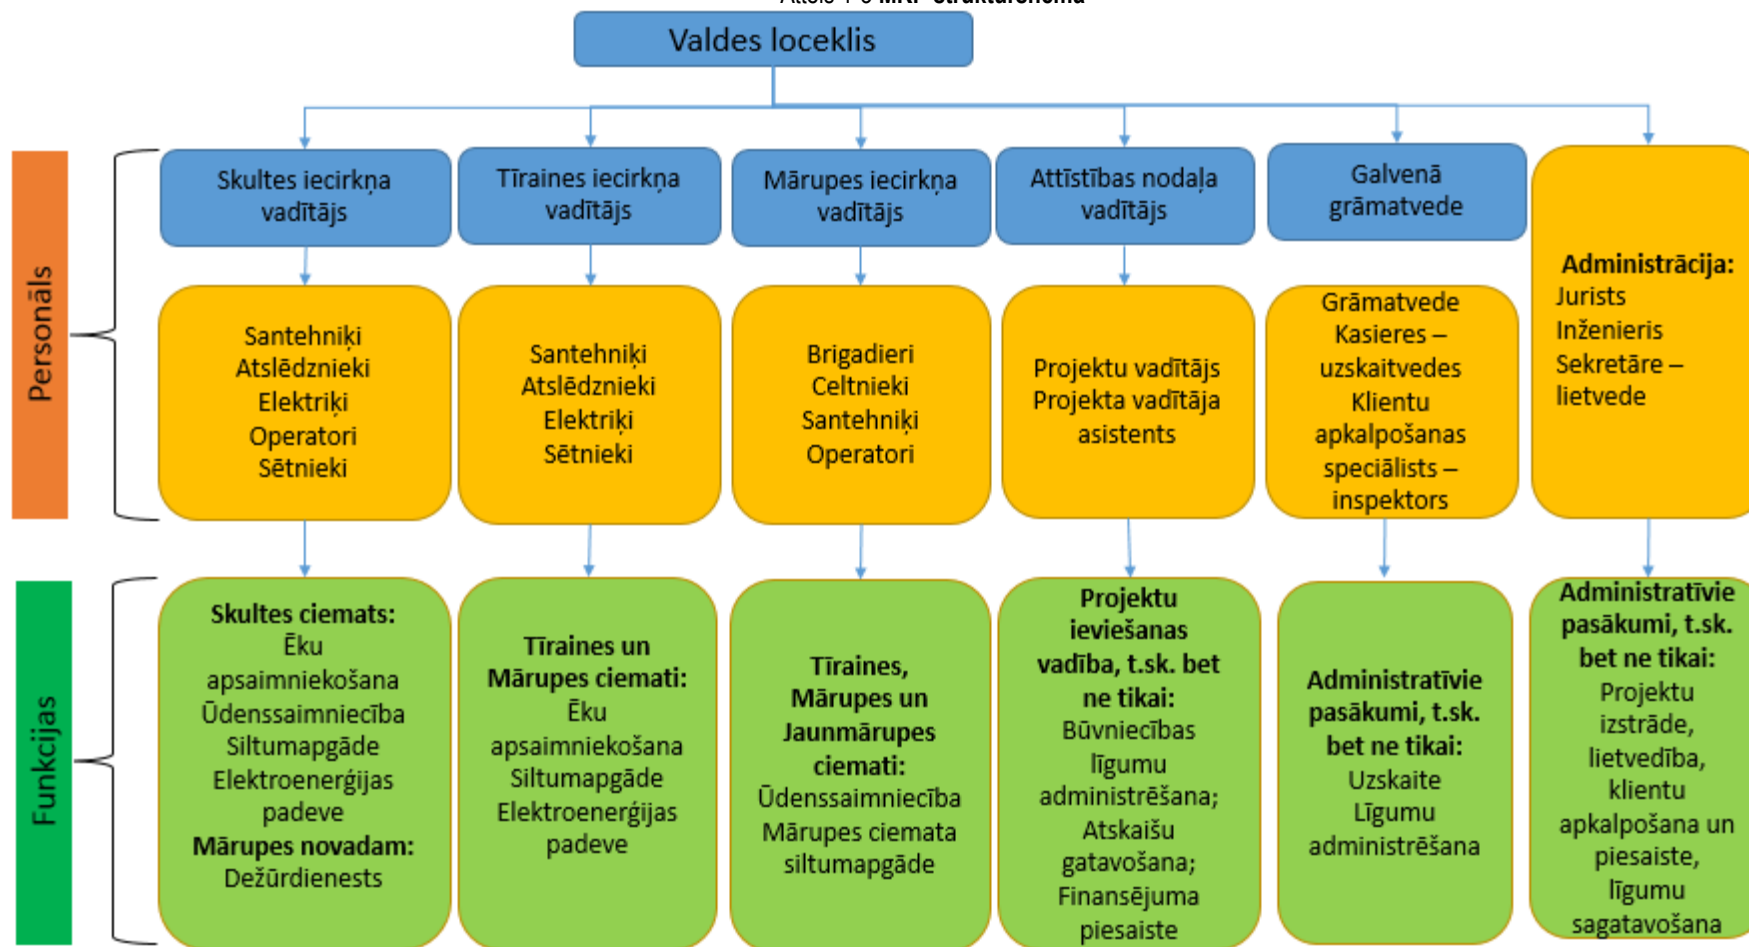 MKP struktūrshēma
Valdes loceklis
Personāls
Skultes iecirkņa
vadītājs
Tīraines iecirkņa
vadītājs
Mārupes iecirkņa
vadītājs
Attīstības nodaļa
vadītājs
Galvenā
grāmatvede
Administrācija:
Jurists
Inženieris
Sekretāre –
lietvede
Santehniķi
Atslēdznieki
Elektriķi
Operatori
Sētnieki
Santehniķi
Atslēdznieki
Elektriķi
Sētnieki
Brigadieri
Celtnieki
Santehniķi
Operatori
Projektu vadītājs
Projekta vadītāja
asistents
Grāmatvede
Kasieres –
uzskaitvedes
Klientu
apkalpošanas
speciālists –
inspektors
Funkcijas
Skultes ciemats:
Ēku
apsaimniekošana
Ūdenssaimniecība
Siltumapgāde
Elektroenerģijas
padeve
Mārupes novadam:
Dežūrdienests
Tīraines un
Mārupes ciemati:
Ēku
apsaimniekošana
Siltumapgāde
Elektroenerģijas
padeve
Tīraines,
Mārupes un
Jaunmārupes
ciemati:
Ūdenssaimniecība
Mārupes ciemata
siltumapgāde
Projektu
ieviešanas
vadība, t.sk. bet
ne tikai:
Būvniecības
līgumu
administrēšana;
Atskaišu
gatavošana;
Finansējuma
piesaiste
Administratīvie
pasākumi, t.sk.
bet ne tikai:
Uzskaite
Līgumu
administrēšana
Administratīvie
pasākumi, t.sk.
bet ne tikai:
Projektu
izstrāde,
lietvedība,
klientu
apkalpošana un
piesaiste,
līgumu
sagatavošana